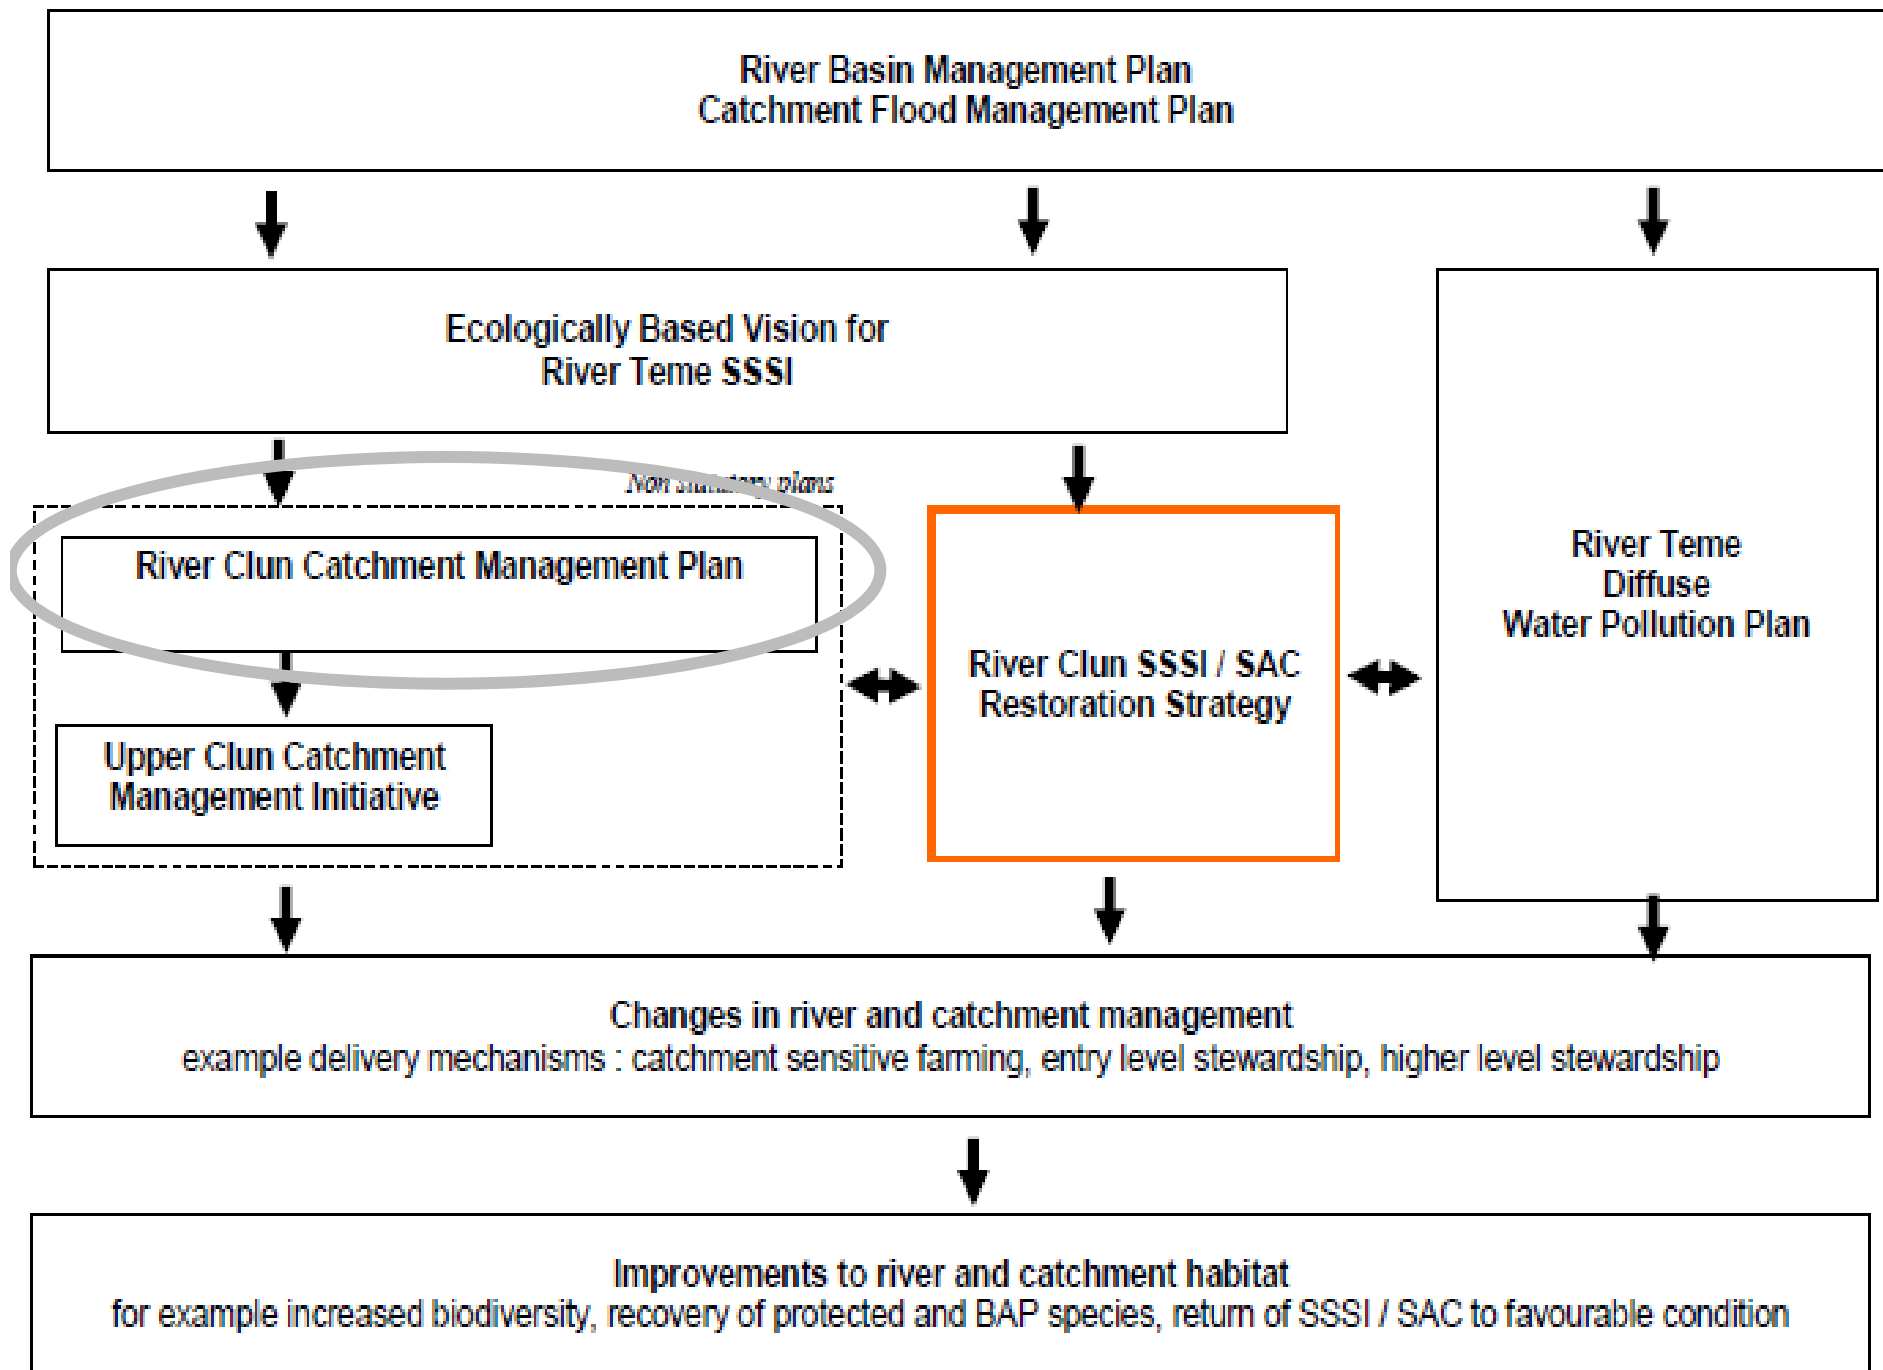 River Basin Management Plan
Catchment Flood Management Plan
Ecologically Based Vision for
River Teme SSSI
Non statutory plans
River Clun Catchment Management Plan
Upper Clun Catchment
Management Initiative
River Clun SSSI / SAC
Restoration Strategy
River Teme
Diffuse
Water Pollution Plan
Changes in river and catchment management
example delivery mechanisms : catchment sensitive farming, entry level stewardship, higher level stewardship
Improvements to river and catchment habitat
for example increased biodiversity, recovery of protected and BAP species, return of SSSI / SAC to favourable condition